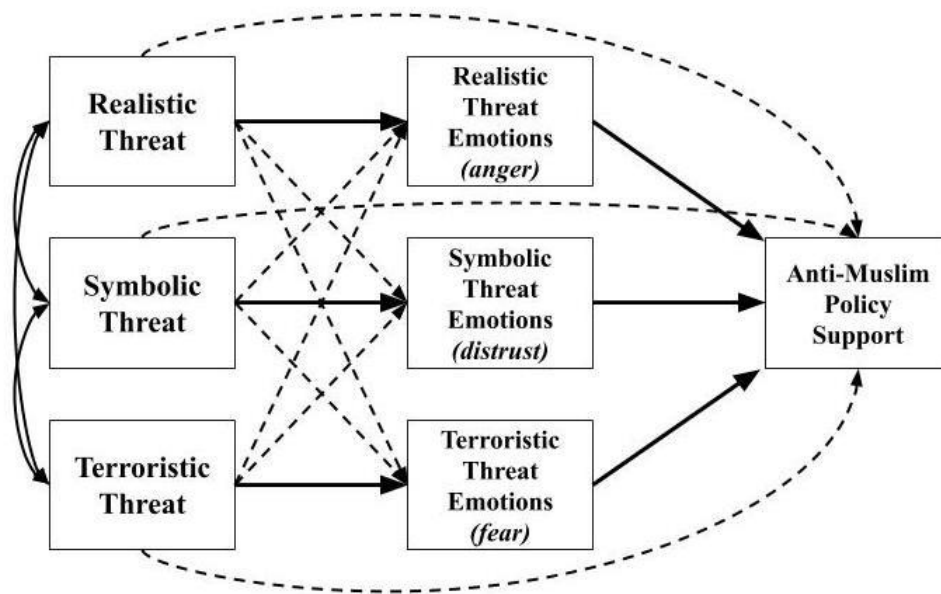 Realistic
Threat
Realistic
Threat
Emotions
(anger)
Symbolic
Threat
Symbolic
Threat
Emotions
(distrust)
Anti-Muslim
Policy
Support
Terroristic
Threat
Terroristic
Threat
Emotions
(fear)